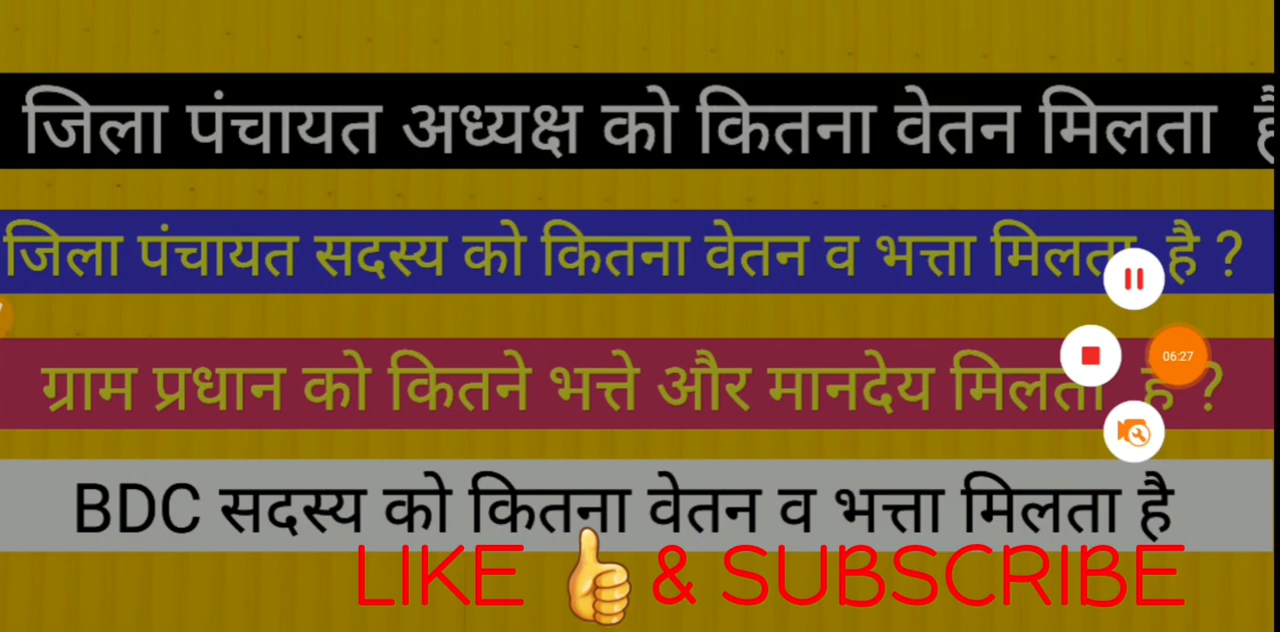 जिला पंचायत अध्यक्ष को कितना वेतन मिलता है
जिला पंचायत सदस्य को कितना वेतन व भत्ता मिलता है ?
ग्राम प्रधान को कितने भत्ते और मानदेय मिलता है ?
06:27
BDC सदस्य को कितना वेतन व भत्ता मिलता है
LIKE 👍 & SUBSCRIBE